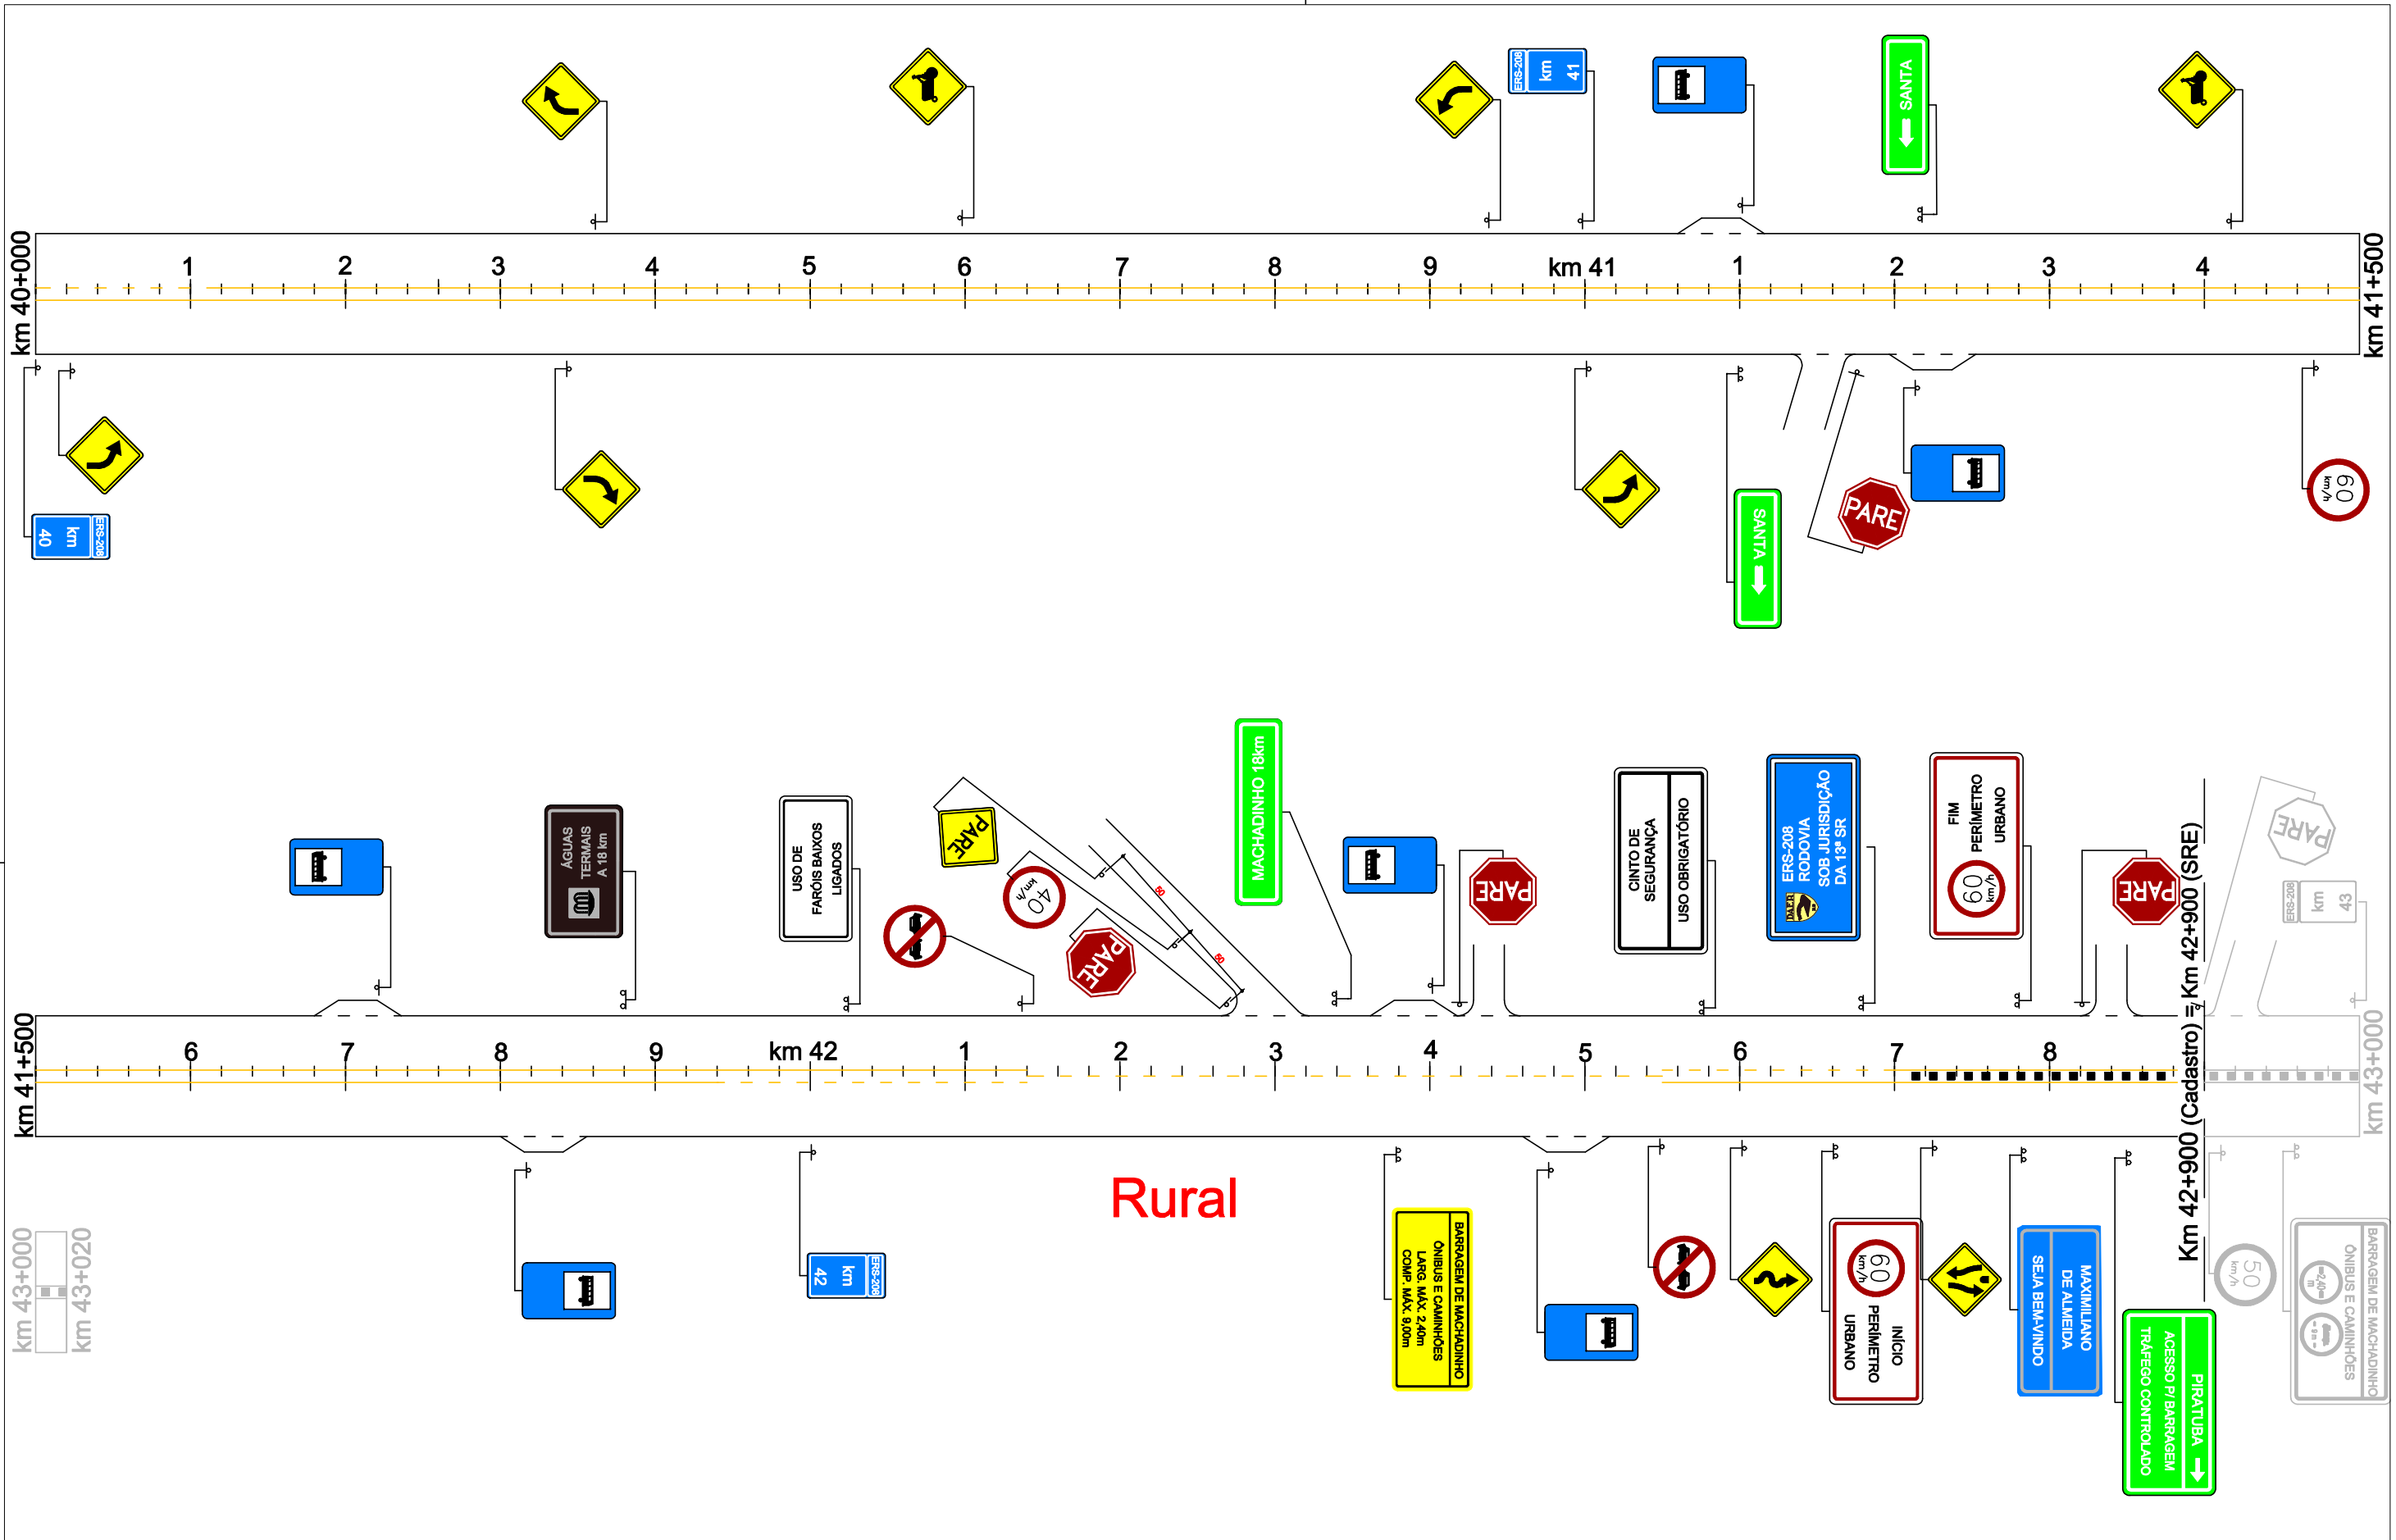 ERS-208
km
41
SANTA
km 40+000
1
2
3
4
5
6
7
8
9
km 41
1
2
3
4
km 41+500
ERS-208
km
40
SANTA
PARE
60
km/h
ÁGUAS
TERMAIS
A 18 km
USO DE
FARÓIS BAIXOS
LIGADOS
PARE
40
km/h
PARE
50
50
MACHADINHO 18km
PARE
CINTO DE
SEGURANÇA
USO OBRIGATÓRIO
ERS-208
RODOVIA
SOB JURISDIÇÃO
DA 13ª SR
DAER
FIM
PERÍMETRO
URBANO
60
km/h
PARE
PARE
ERS-208
km
43
km 41+500
6
7
8
9
km 42
1
2
3
4
5
6
7
8
Km 42+900 (Cadastro) = Km 42+900 (SRE)
km 43+000
Rural
km 43+000
km 43+020
ERS-208
km
42
BARRAGEM DE MACHADINHO
ÔNIBUS E CAMINHÕES
LARG. MÁX. 2,40m
COMP. MÁX. 9,00m
60
km/h
INÍCIO
PERÍMETRO
URBANO
MAXIMILIANO
DE ALMEIDA
SEJA BEM-VINDO
PIRATUBA
ACESSO P/ BARRAGEM
TRÁFEGO CONTROLADO
50
km/h
BARRAGEM DE MACHADINHO
ÔNIBUS E CAMINHÕES
2,40
m